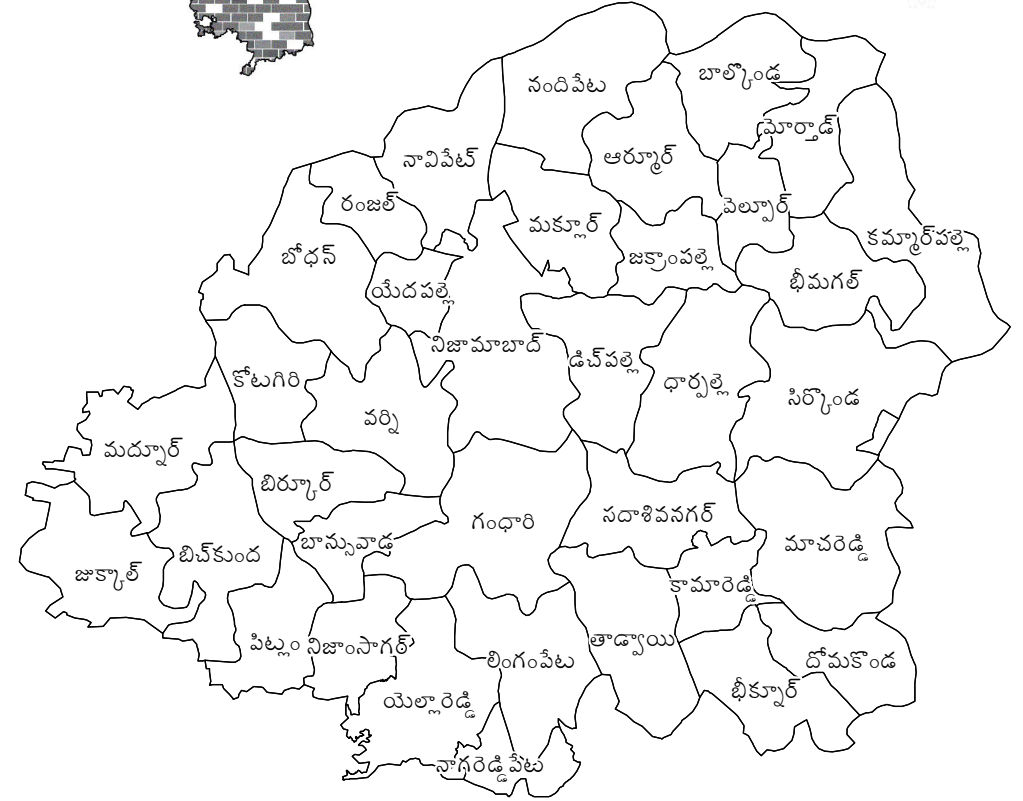 బాల్కొండ
నందిపేట
మోర్తాడ్
ఆర్మూర్
నావిపేట్
రంజల్
వెల్పూర్
మక్లూర్
కమ్మార్‌పల్లె
బోధన్
జక్రాంపల్లె
భీమగల్
యేదపల్లె
నిజామాబాద్
డిచ్‌పల్లె
కోటగిరి
ధార్పల్లె
సిర్కొండ
వర్ని
మద్నూర్
బిర్కూర్
గంధారి
సదాశివనగర్
బాన్సువాడ
మాచరెడ్డి
బిచ్‌కుంద
జుక్కాల్
కామారెడ్డి
పిట్లం
నిజాంసాగర్
తాడ్వాయి
లింగంపేట
దోమకొండ
భీక్నూర్
యెల్లారెడ్డి
నాగరెడ్డిపేట